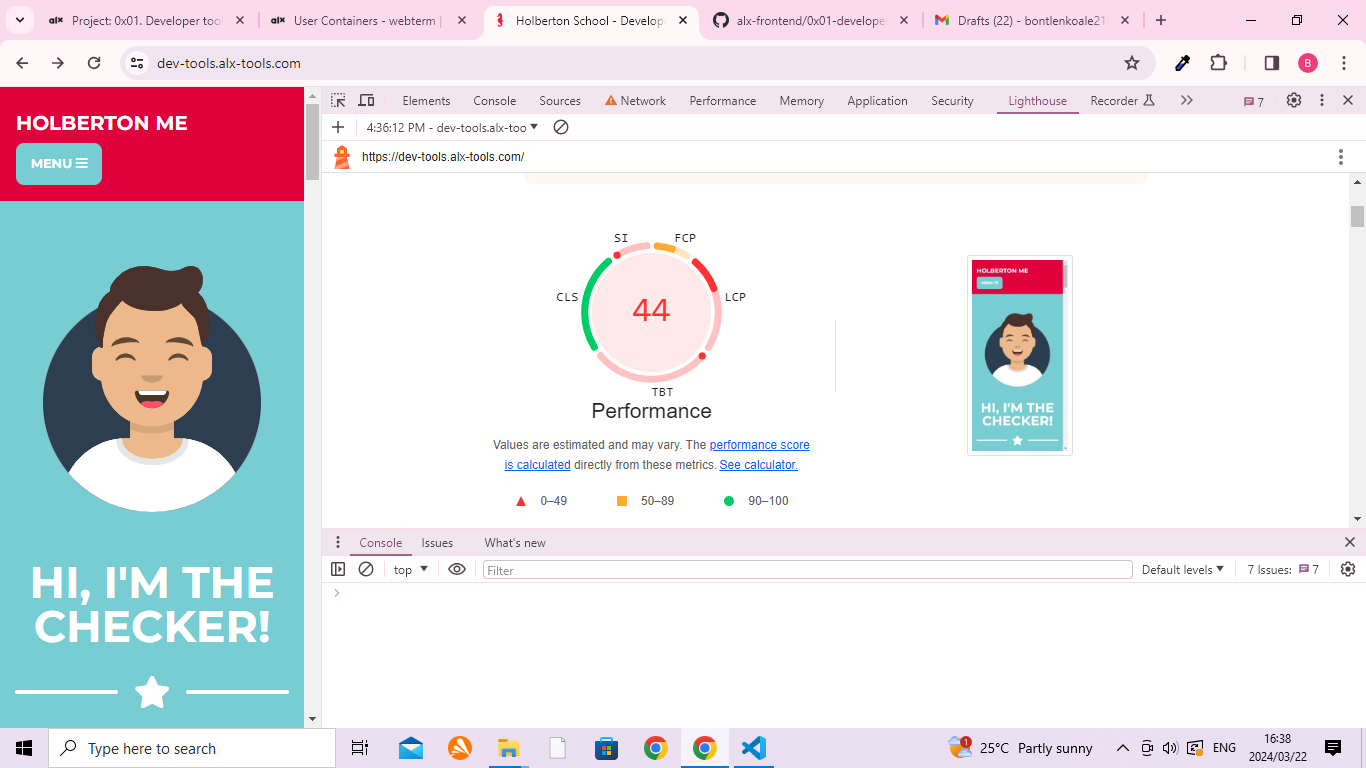 Project: 0x01. Developer tool
User Containers - webterm |
Holberton School - Develope
alx-frontend/0x01-develope
Drafts (22) - bontlenkoale21
dev-tools.alx-tools.com
B
HOLBERTON ME
MENU
HI, I'M THE
CHECKER!
Elements
Console
Sources
Network
Performance
Memory
Application
Security
Lighthouse
Recorder
7
4:36:12 PM - dev-tools.alx-too
https://dev-tools.alx-tools.com/
SI
FCP
CLS
LCP
44
TBT
Performance
Values are estimated and may vary. The performance score
is calculated directly from these metrics. See calculator.
0–49
50–89
90–100
HOLBERTON ME
MENU
HI, I'M THE
CHECKER!
Console
Issues
What's new
top
Filter
Default levels
7 Issues:
7
Type here to search
1
25°C Partly sunny
ENG
16:38
2024/03/22